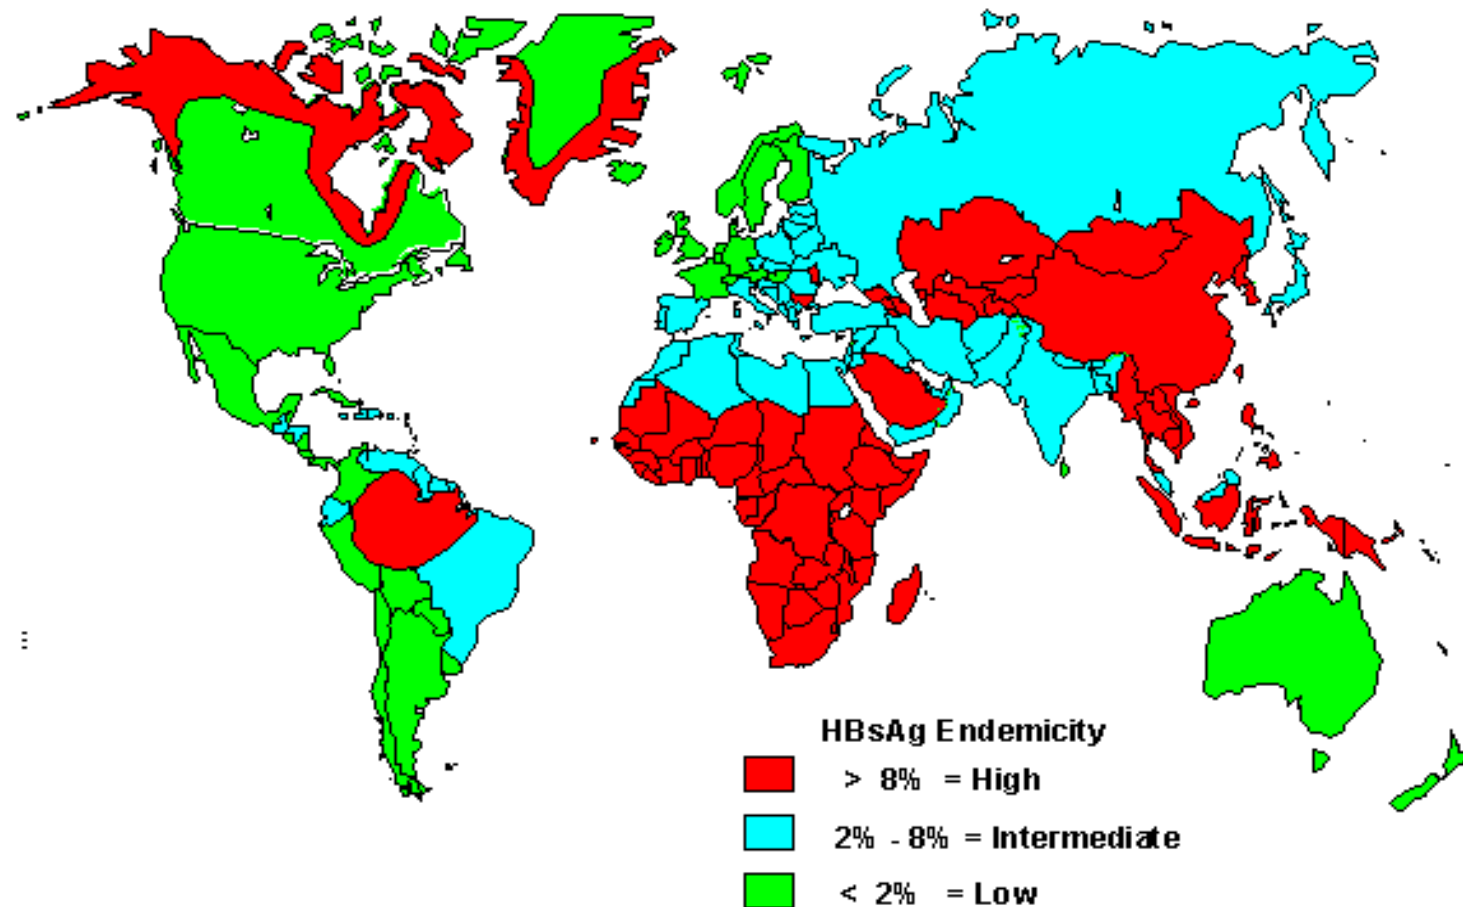 HBsAg Endemicity
> 8% = High
2% - 8% = Intermediate
< 2% = Low